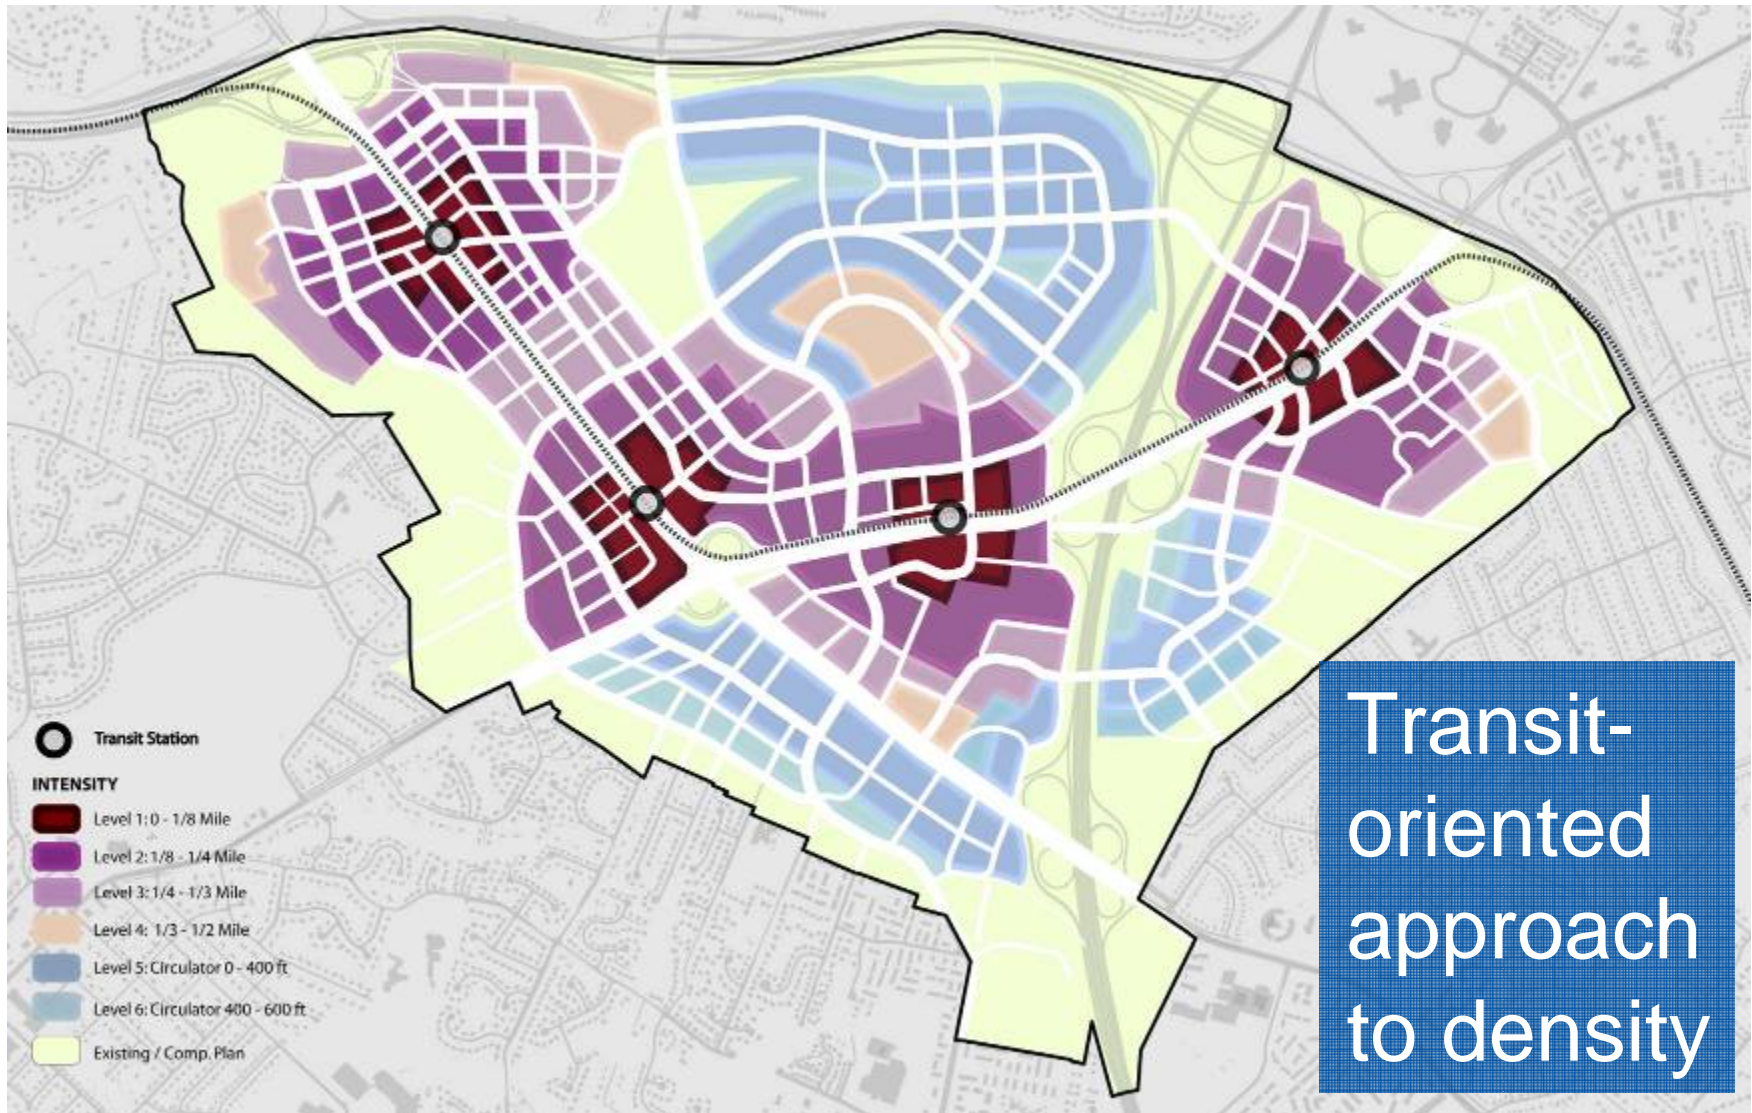 Transit Station
INTENSITY
Level 1: 0 - 1/8 Mile
Level 2: 1/8 - 1/4 Mile
Level 3: 1/4 - 1/3 Mile
Level 4: 1/3 - 1/2 Mile
Level 5: Circulator 0 - 400 ft
Level 6: Circulator 400 - 600 ft
Existing / Comp. Plan
Transit-
oriented
approach
to density